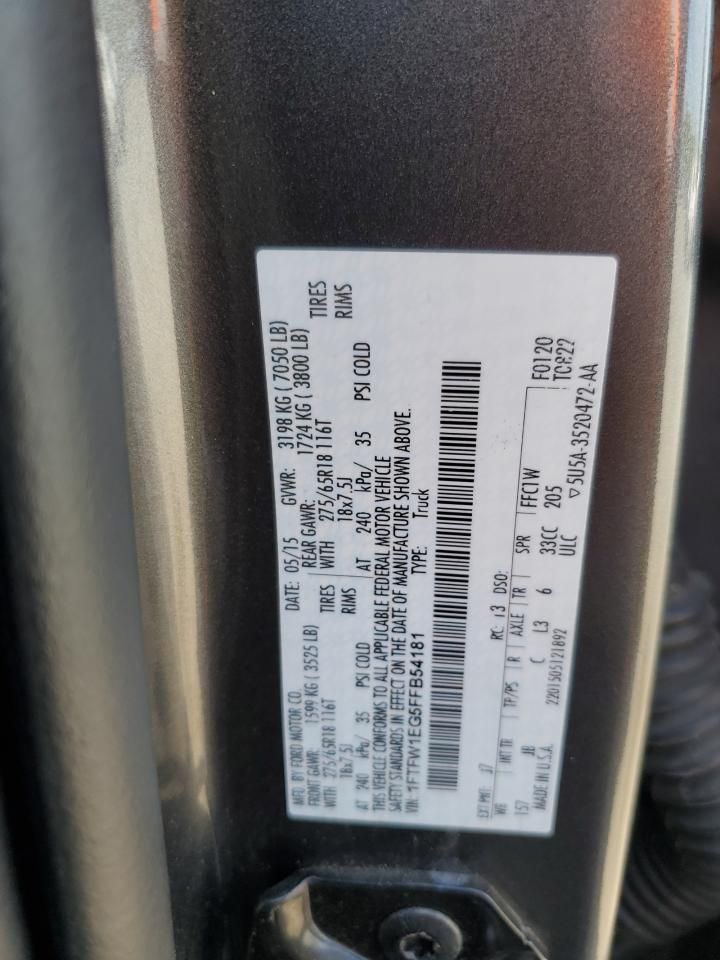 MFD. BY FORD MOTOR CO. DATE: 05/15 GVWR: 3198 KG ( 7050 LB)
FRONT GAWR: 1599 KG ( 3525 LB) REAR GAWR: 1724 KG ( 3800 LB)
WITH 275/65R18 116T TIRES WITH 275/65R18 116T TIRES
18x7.5J RIMS 18x7.5J RIMS
AT 240 kPa/ 35 PSI COLD AT 240 kPa/ 35 PSI COLD
THIS VEHICLE CONFORMS TO ALL APPLICABLE FEDERAL MOTOR VEHICLE
SAFETY STANDARDS IN EFFECT ON THE DATE OF MANUFACTURE SHOWN ABOVE.
VIN: 1FTFW1EG5FFB54181 TYPE: Truck
EXT PNT: J7 RC: 13 DSO: F0120
WB INT TR TP/PS R AXLE TR SPR FFC1W TCR22
157 JB C L3 6 33CC 205
MADE IN U.S.A. 2201505121892 ULC ▽5U5A-3520472-AA